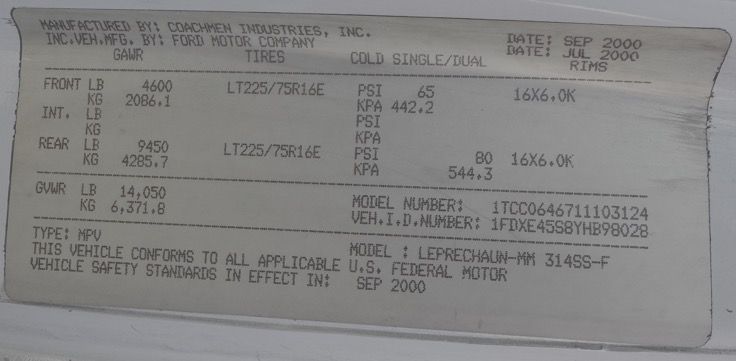 MANUFACTURED BY: COACHMEN INDUSTRIES, INC. DATE: SEP 2000
INC.VEH.MFG. BY: FORD MOTOR COMPANY DATE: JUL 2000
GAWR TIRES COLD SINGLE/DUAL RIMS
FRONT LB 4600 LT225/75R16E PSI 65 16X6.0K
KG 2086.1 KPA 442.2
INT. LB PSI
KG KPA
REAR LB 9450 LT225/75R16E PSI 80 16X6.0K
KG 4285.7 KPA 544.3
GVWR LB 14,050 MODEL NUMBER: 1TCC0646711103124
KG 6,371.8 VEH.I.D.NUMBER: 1FDXE45S8YHB98028
TYPE: MPV MODEL : LEPRECHAUN-MM 314SS-F
THIS VEHICLE CONFORMS TO ALL APPLICABLE U.S. FEDERAL MOTOR
VEHICLE SAFETY STANDARDS IN EFFECT IN: SEP 2000